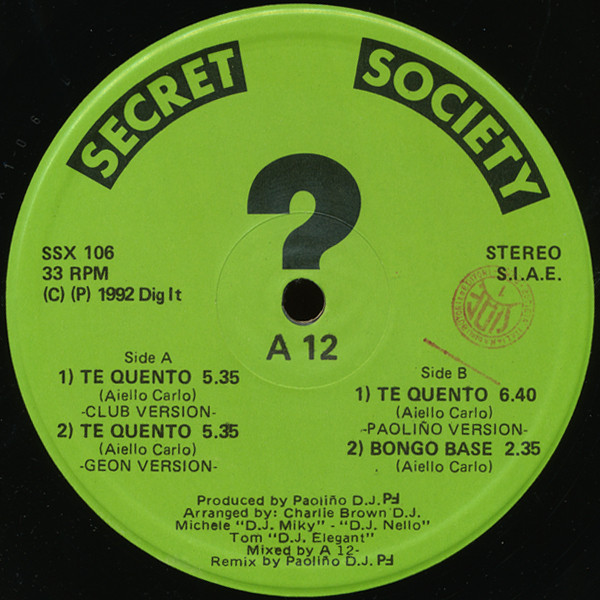 SECRET SOCIETY
?
SSX 106
33 RPM
(C) (P) 1992 Dig It
STEREO
S.I.A.E.
A 12
Side A
1) TE QUENTO 5.35
(Aiello Carlo)
-CLUB VERSION-
2) TE QUENTO 5.35
(Aiello Carlo)
-GEON VERSION-
Side B
1) TE QUENTO 6.40
(Aiello Carlo)
-PAOLIÑO VERSION-
2) BONGO BASE 2.35
(Aiello Carlo)
Produced by Paoliño D.J. PJ
Arranged by: Charlie Brown D.J.
Michele "D.J. Miky" - "D.J. Nello"
Tom "D.J. Elegant"
Mixed by A 12-
Remix by Paoliño D.J. PJ